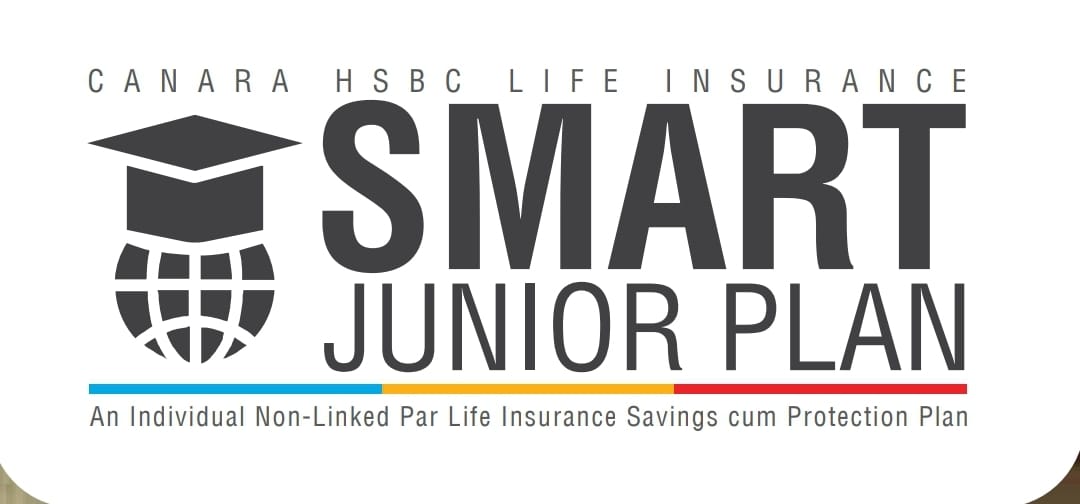 CANARA HSBC LIFE INSURANCE
SMART
JUNIOR PLAN
An Individual Non-Linked Par Life Insurance Savings cum Protection Plan